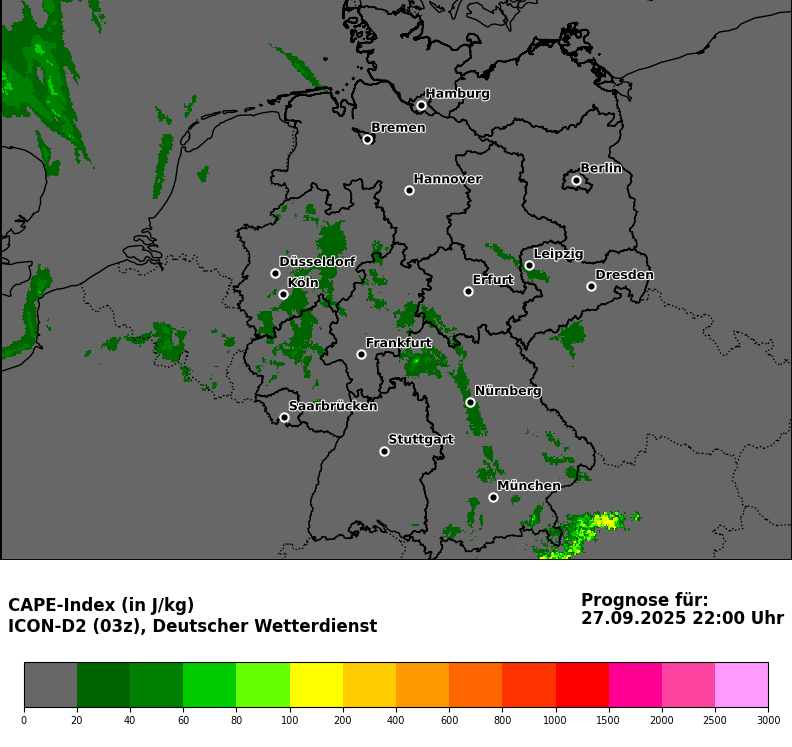 Hamburg
Bremen
Berlin
Hannover
Leipzig
Düsseldorf
Dresden
Köln
Erfurt
Frankfurt
Nürnberg
Saarbrücken
Stuttgart
München
CAPE-Index (in J/kg)
ICON-D2 (03z), Deutscher Wetterdienst
Prognose für:
27.09.2025 22:00 Uhr
0 20 40 60 80 100 200 400 600 800 1000 1500 2000 2500 3000